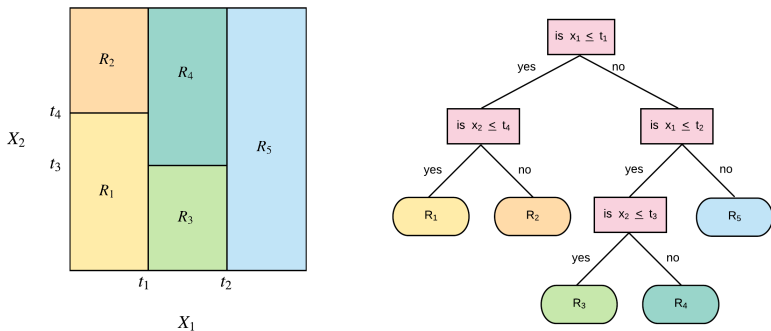 R₂
R₄
t₄
X₂
t₃
R₅
R₁
R₃
t₁
t₂
X₁
is x₁ ≤ t₁
yes
no
is x₂ ≤ t₄
is x₁ ≤ t₂
yes
no
yes
no
R₁
R₂
is x₂ ≤ t₃
R₅
yes
no
R₃
R₄